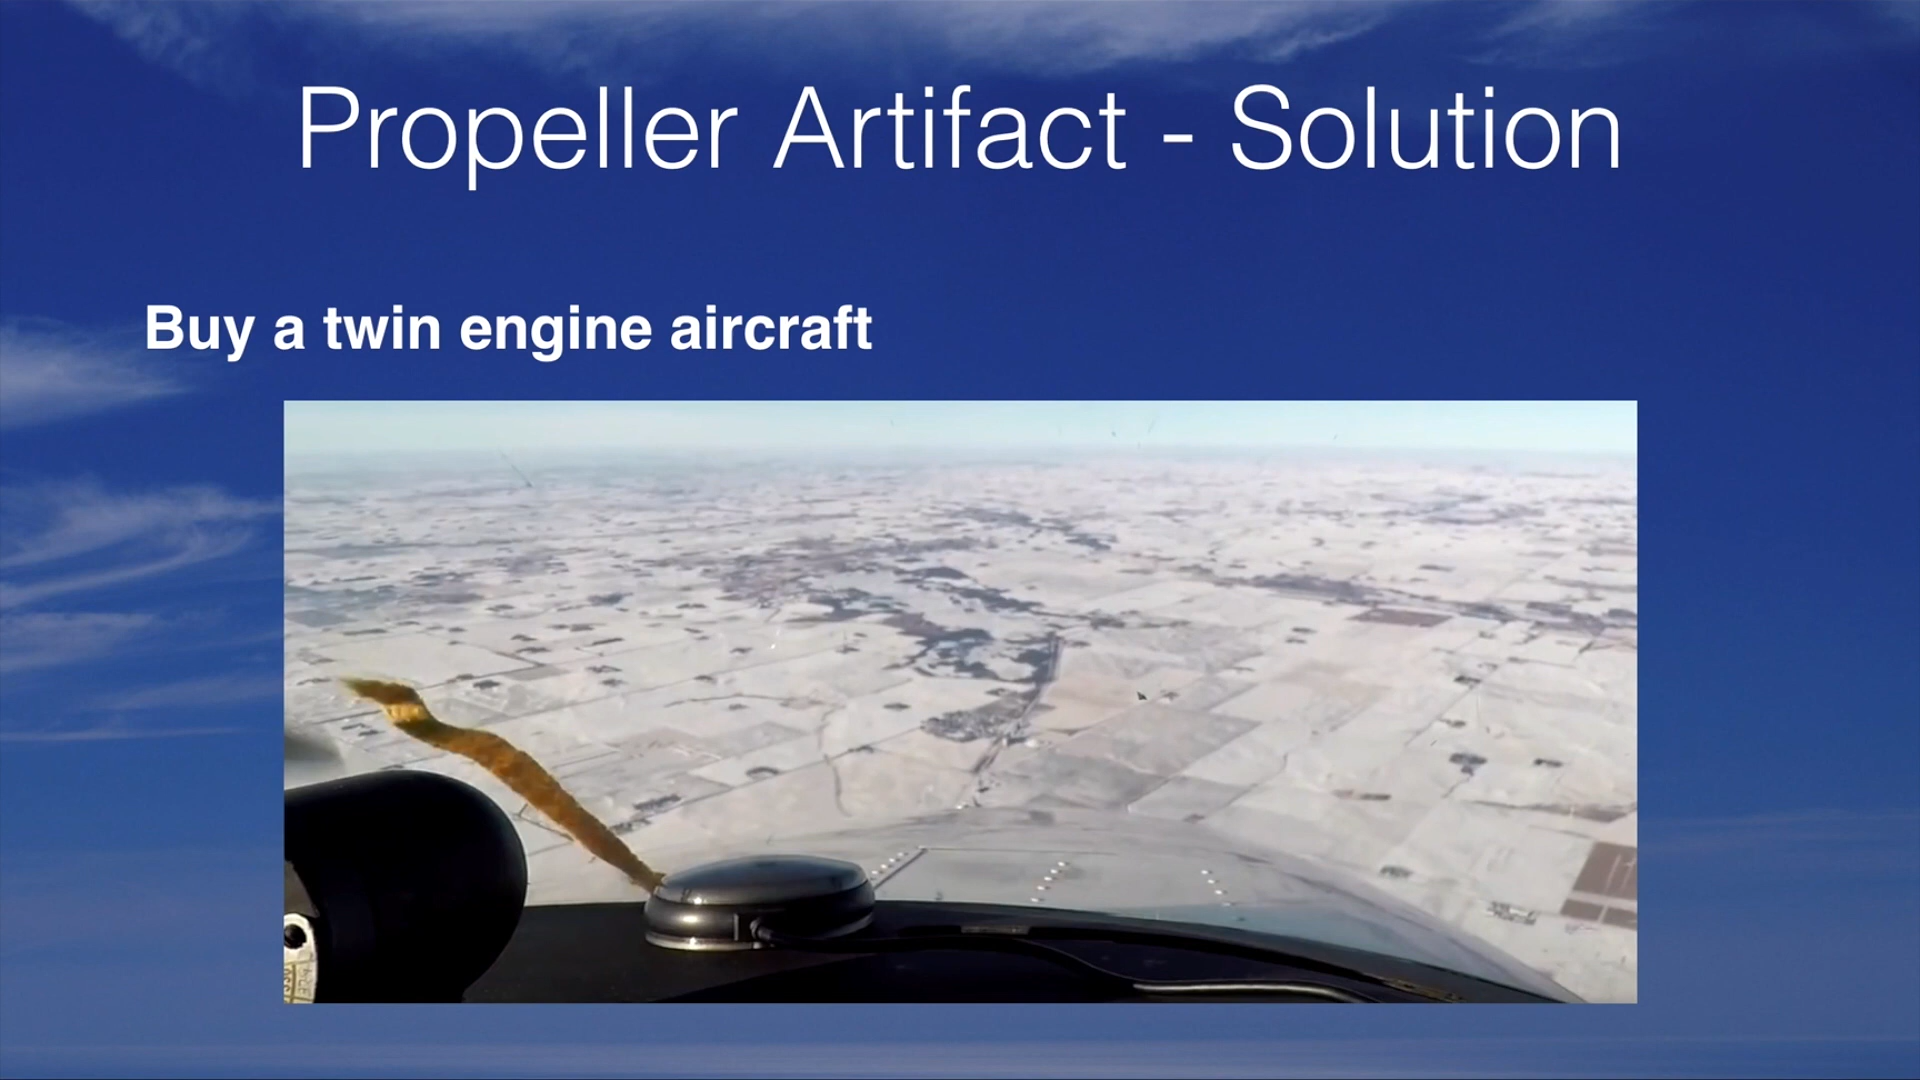 Propeller Artifact - Solution
Buy a twin engine aircraft